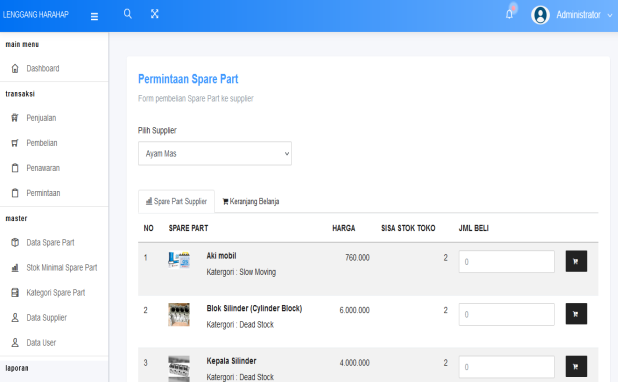 LENGGANG HARAHAP
Administrator
main menu
Dashboard
transaksi
Penjualan
Pembelian
Penawaran
Permintaan
master
Data Spare Part
Stok Minimal Spare Part
Kategori Spare Part
Data Supplier
Data User
laporan
Permintaan Spare Part
Form pembelian Spare Part ke supplier
Pilih Supplier
Ayam Mas
Spare Part Supplier Keranjang Belanja
NO SPARE PART HARGA SISA STOK TOKO JML BELI
1 Aki mobil 760.000 2 0
Katergori : Slow Moving
2 Blok Silinder (Cylinder Block) 6.000.000 2 0
Katergori : Dead Stock
3 Kepala Silinder 4.000.000 2 0
Katergori : Dead Stock